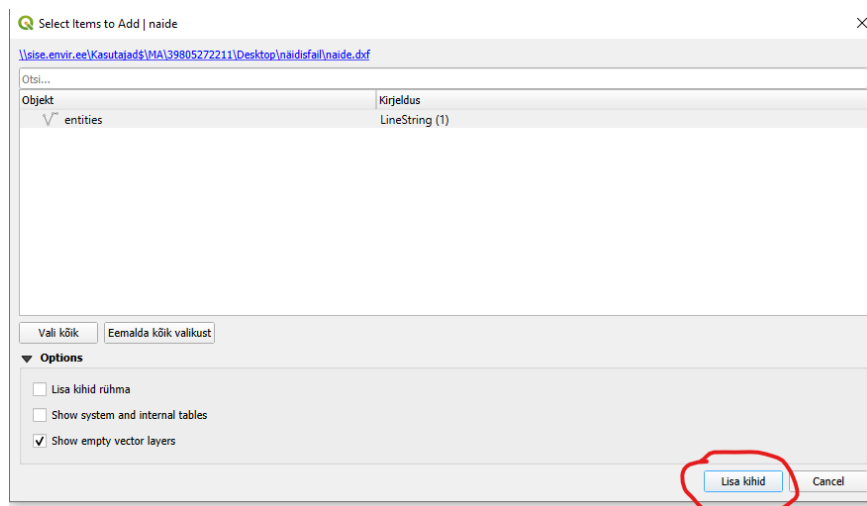 Select Items to Add | naide
\\sise.envir.ee\Kasutajad$\MA\39805272211\Desktop\näidisfail\naide.dxf
Otsi...
Objekt Kirjeldus
entities LineString (1)
Vali kõik Eemalda kõik valikust
Options
Lisa kihid rühma
Show system and internal tables
Show empty vector layers
Lisa kihid Cancel